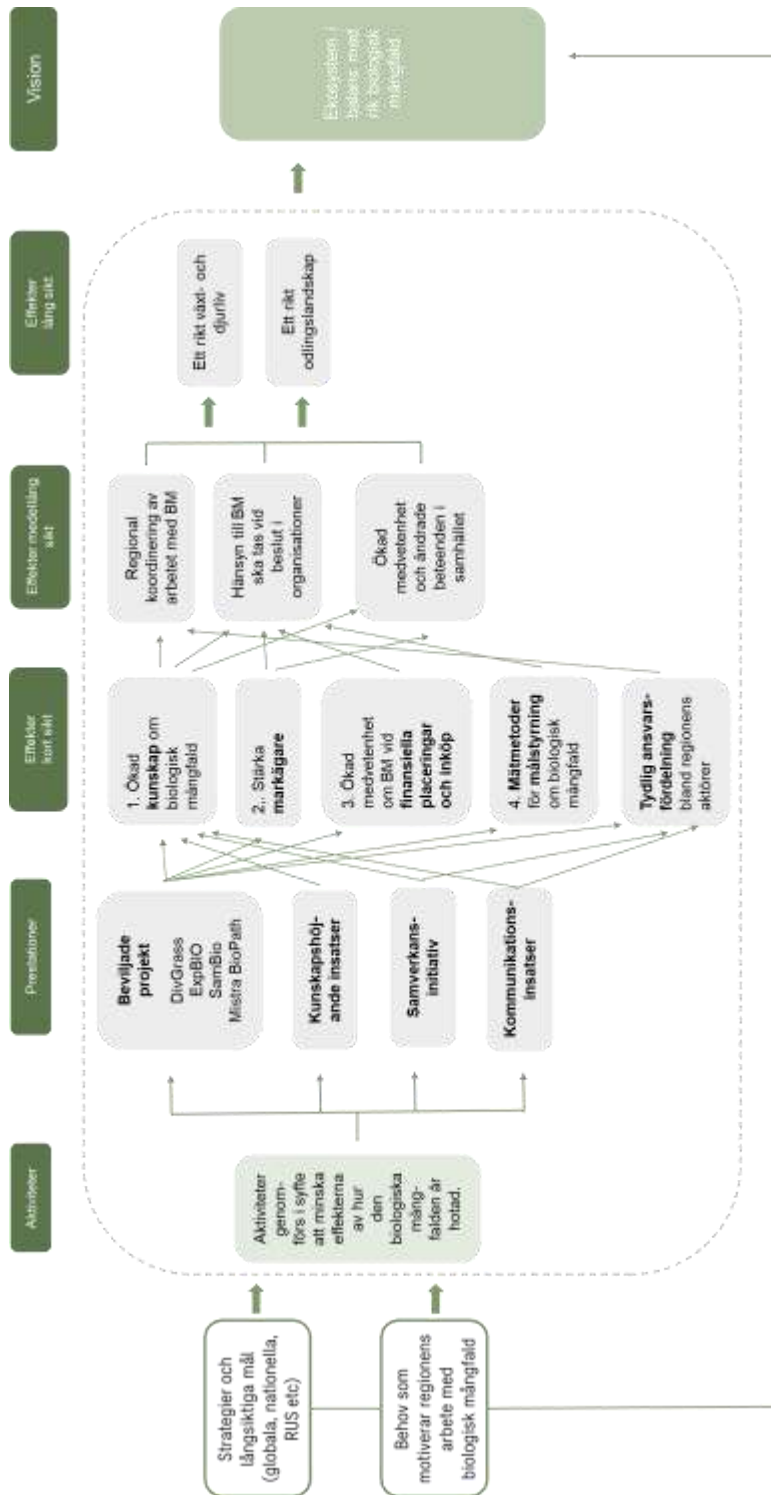 Aktiviteter
Prestationer
Effekter
kort sikt
Effekter medellång
sikt
Effekter
lång sikt
Vision
Strategier och
långsiktiga mål
(globala, nationella,
RUS etc)
Behov som
motiverar regionens
arbete med
biologisk mångfald
Aktiviteter
genom-
förs i syfte
att minska
effekterna
av hur
den
biologiska
mång-
falden är
hotad.
Beviljade
projekt
DivGrass
ExpBIO
SamBio
Mistra BioPath
Kunskapshöj-
ande insatser
Samverkans-
initiativ
Kommunikations-
insatser
1. Ökad
kunskap om
biologisk
mångfald
2,. Stärka
markägare
3. Ökad
medvetenhet
om BM vid
finansiella
placeringar
och inköp
4. Mätmetoder
för målstyrning
om biologisk
mångfald
Tydlig ansvars-
fördelning
bland regionens
aktörer
Regional
koordinering av
arbetet med BM
Hänsyn till BM
ska tas vid
beslut i
organisationer
Ökad
medvetenhet
och ändrade
beteenden i
samhället
Ett rikt växt- och
djurliv
Ett rikt
odlingslandskap
Ekosystem i
balans med
rik biologisk
mångfald